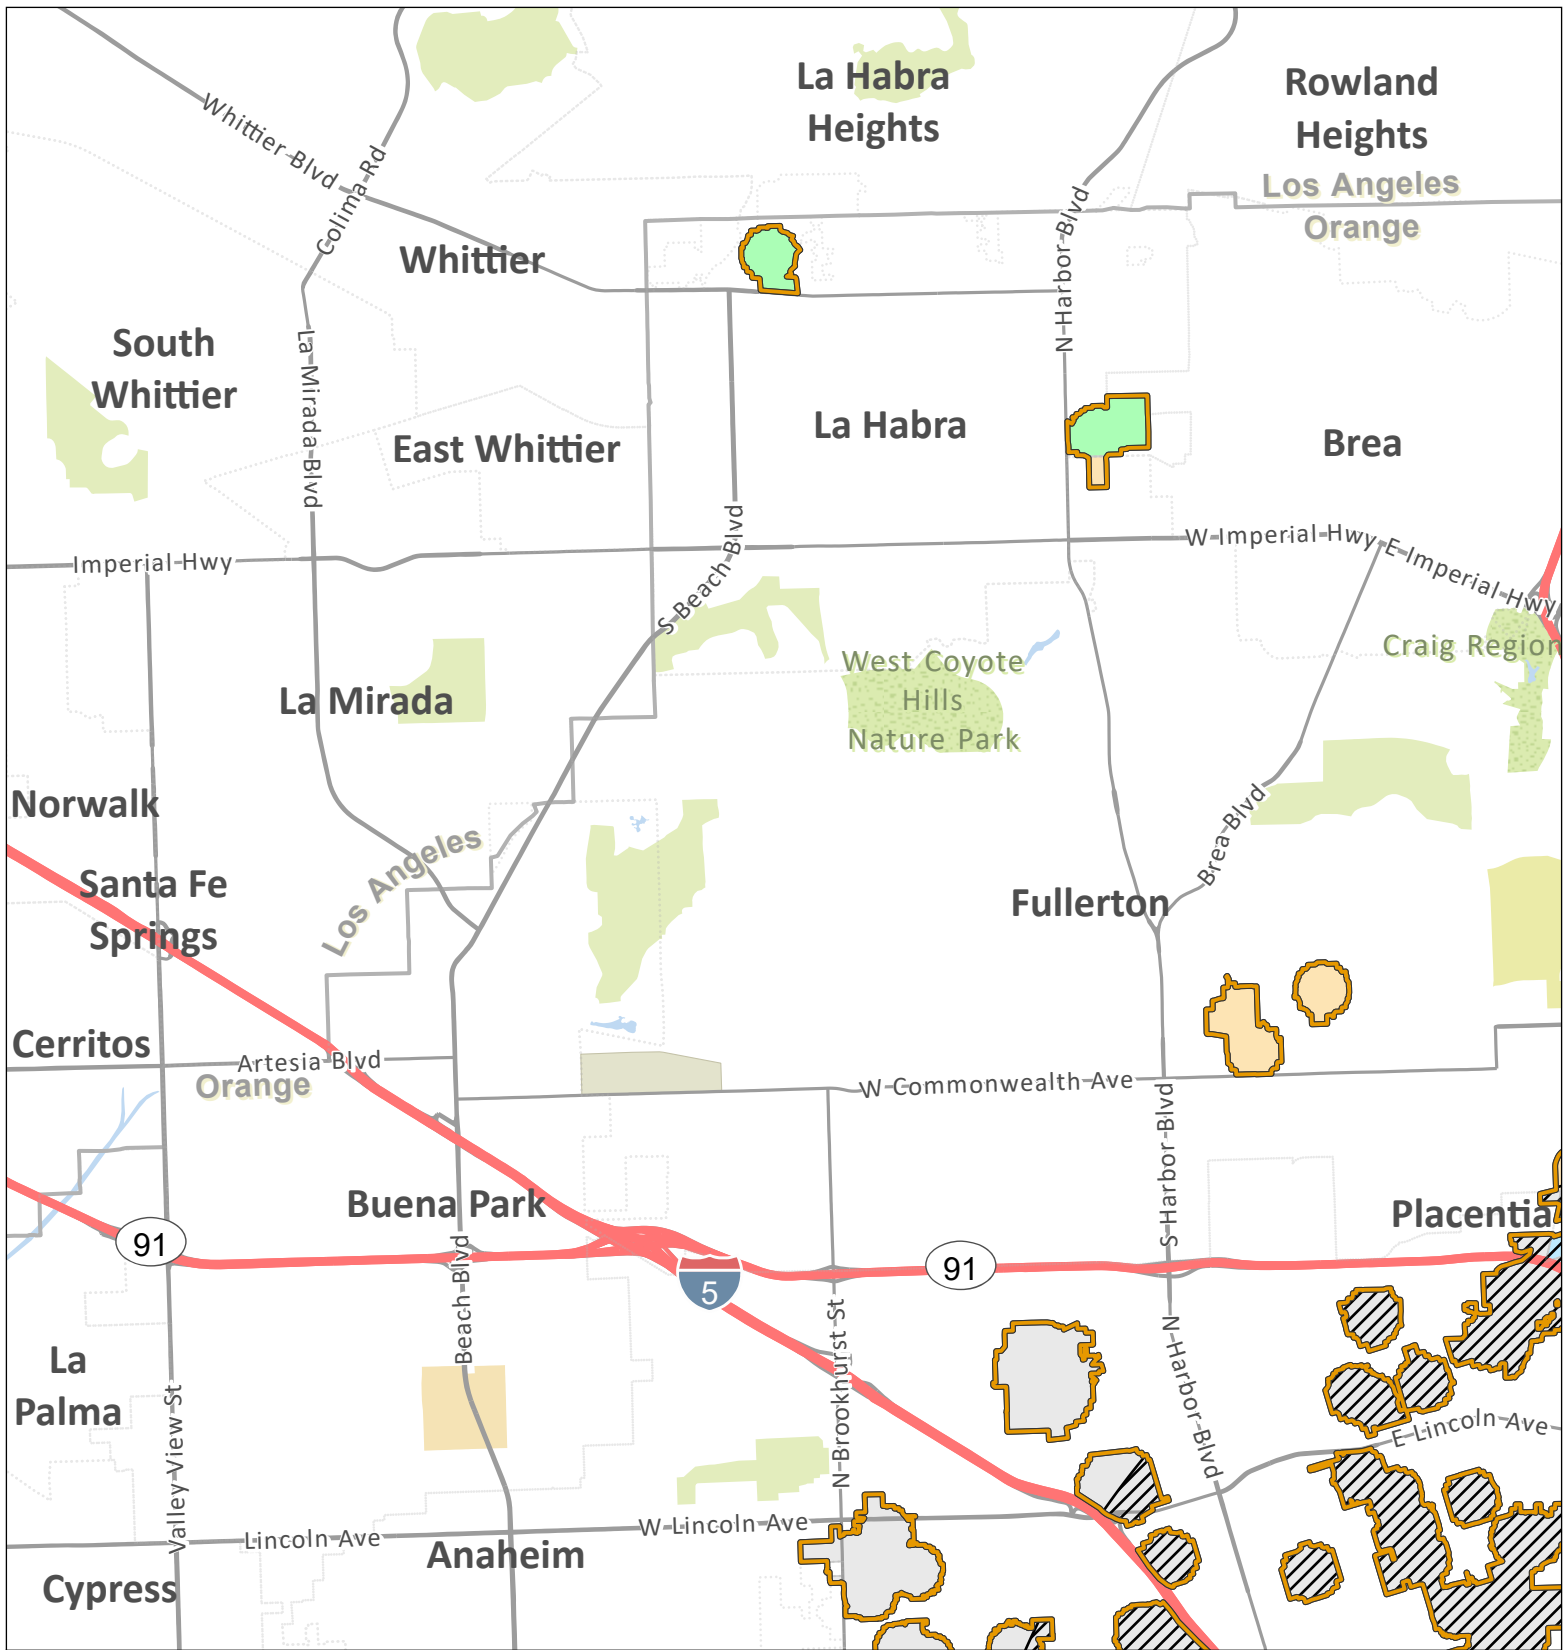 La Habra
Heights
Rowland
Heights
Los Angeles
Orange
Whittier Blvd
Colima Rd
Whittier
N Harbor Blvd
South
Whittier
La Mirada Blvd
East Whittier
La Habra
Brea
Imperial Hwy
S Beach Blvd
W Imperial Hwy
E Imperial Hwy
Craig Region
West Coyote
Hills
Nature Park
La Mirada
Norwalk
Los Angeles
Brea Blvd
Santa Fe
Springs
Fullerton
Cerritos
Artesia Blvd
Orange
W Commonwealth Ave
S Harbor Blvd
Buena Park
Placentia
91
91
5
Beach Blvd
N Brookhurst St
N Harbor Blvd
La
Palma
Valley View St
E Lincoln Ave
Lincoln Ave
W Lincoln Ave
Anaheim
Cypress